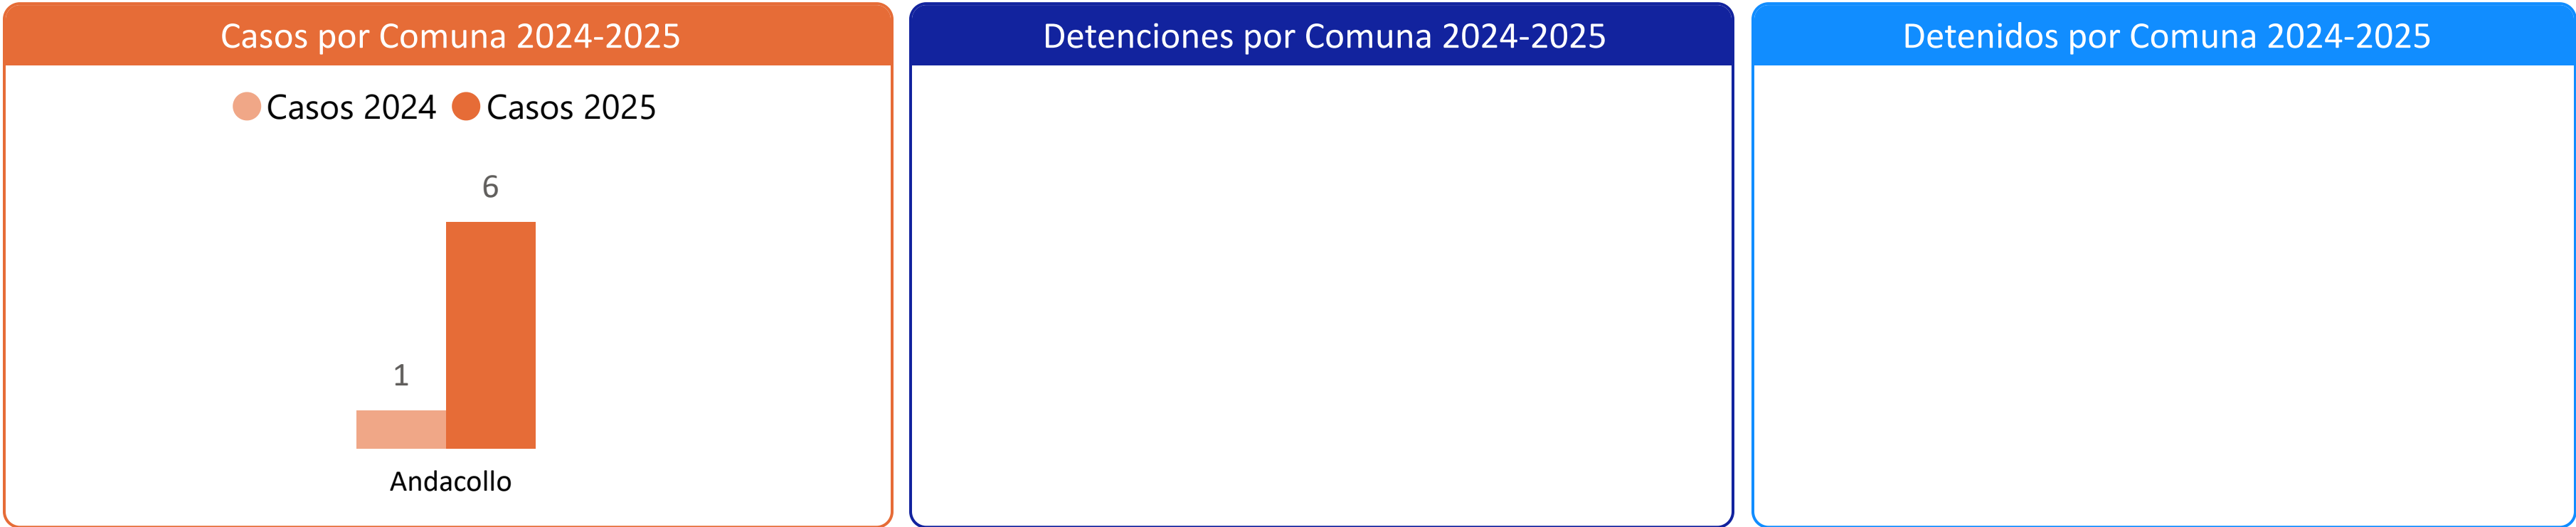 Casos por Comuna 2024-2025
Casos 2024 Casos 2025
6
1
Andacollo
Detenciones por Comuna 2024-2025
Detenidos por Comuna 2024-2025